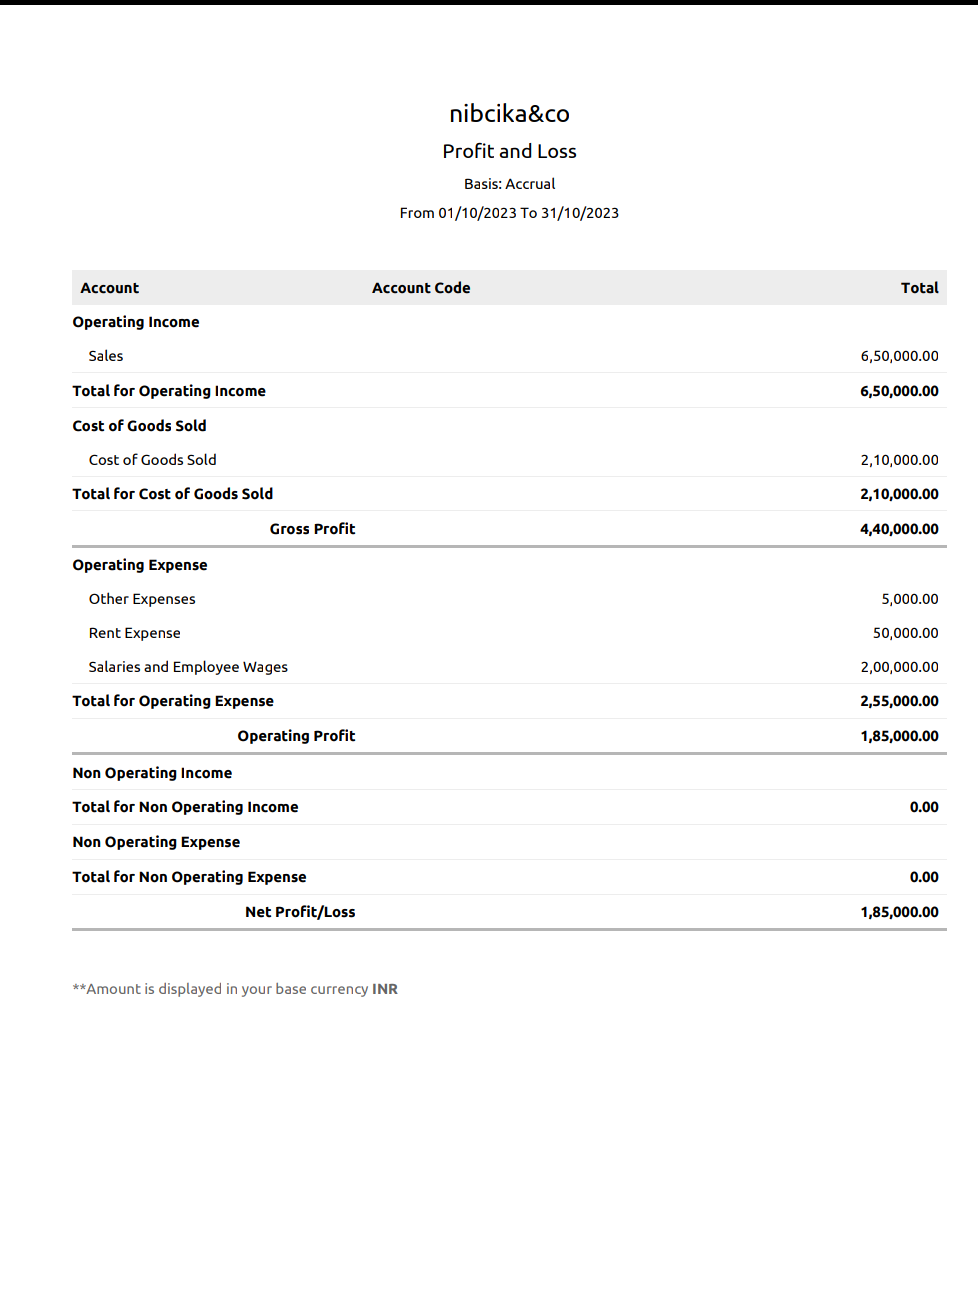 nibcika&co
Profit and Loss
Basis: Accrual
From 01/10/2023 To 31/10/2023
Account Account Code Total
Operating Income
Sales 6,50,000.00
Total for Operating Income 6,50,000.00
Cost of Goods Sold
Cost of Goods Sold 2,10,000.00
Total for Cost of Goods Sold 2,10,000.00
Gross Profit 4,40,000.00
Operating Expense
Other Expenses 5,000.00
Rent Expense 50,000.00
Salaries and Employee Wages 2,00,000.00
Total for Operating Expense 2,55,000.00
Operating Profit 1,85,000.00
Non Operating Income
Total for Non Operating Income 0.00
Non Operating Expense
Total for Non Operating Expense 0.00
Net Profit/Loss 1,85,000.00
**Amount is displayed in your base currency INR